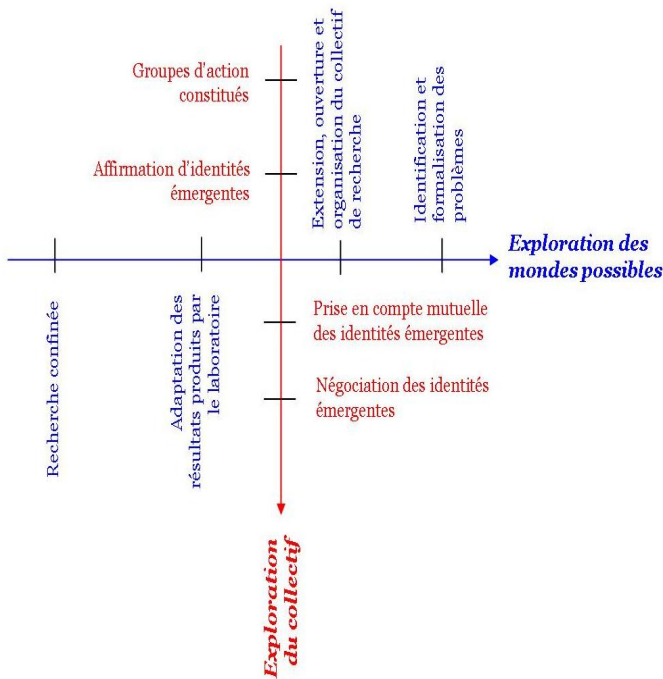 Groupes d'action
constitués
Affirmation d'identités
émergentes
Extension, ouverture et
organisation du collectif
de recherche
Identification et
formalisation des
problèmes
Exploration des
mondes possibles
Recherche confinée
Adaptation des
résultats produits par
le laboratoire
Prise en compte mutuelle
des identités émergentes
Négociation des identités
émergentes
Exploration
du collectif